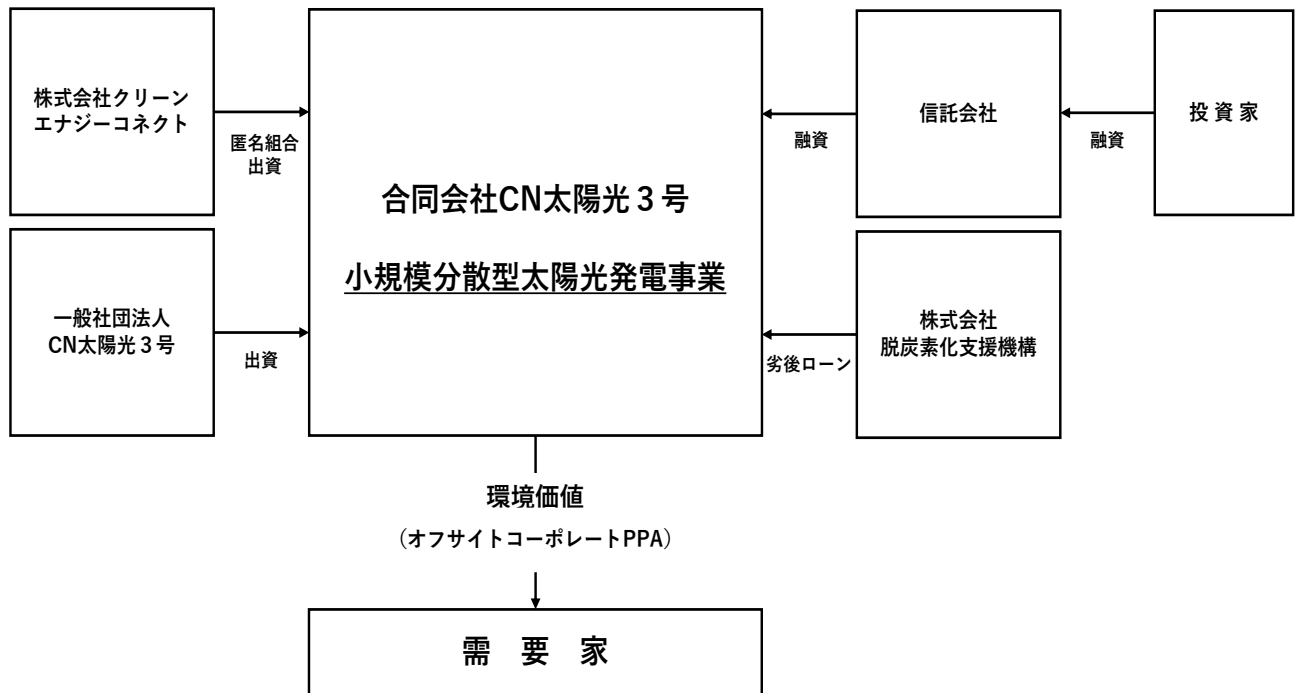 株式会社クリーン
エナジーコネクト
匿名組合
出資
一般社団法人
CN太陽光３号
出資
合同会社CN太陽光３号
小規模分散型太陽光発電事業
信託会社
融資
投 資 家
融資
株式会社
脱炭素化支援機構
劣後ローン
環境価値
（オフサイトコーポレートPPA）
需　要　家